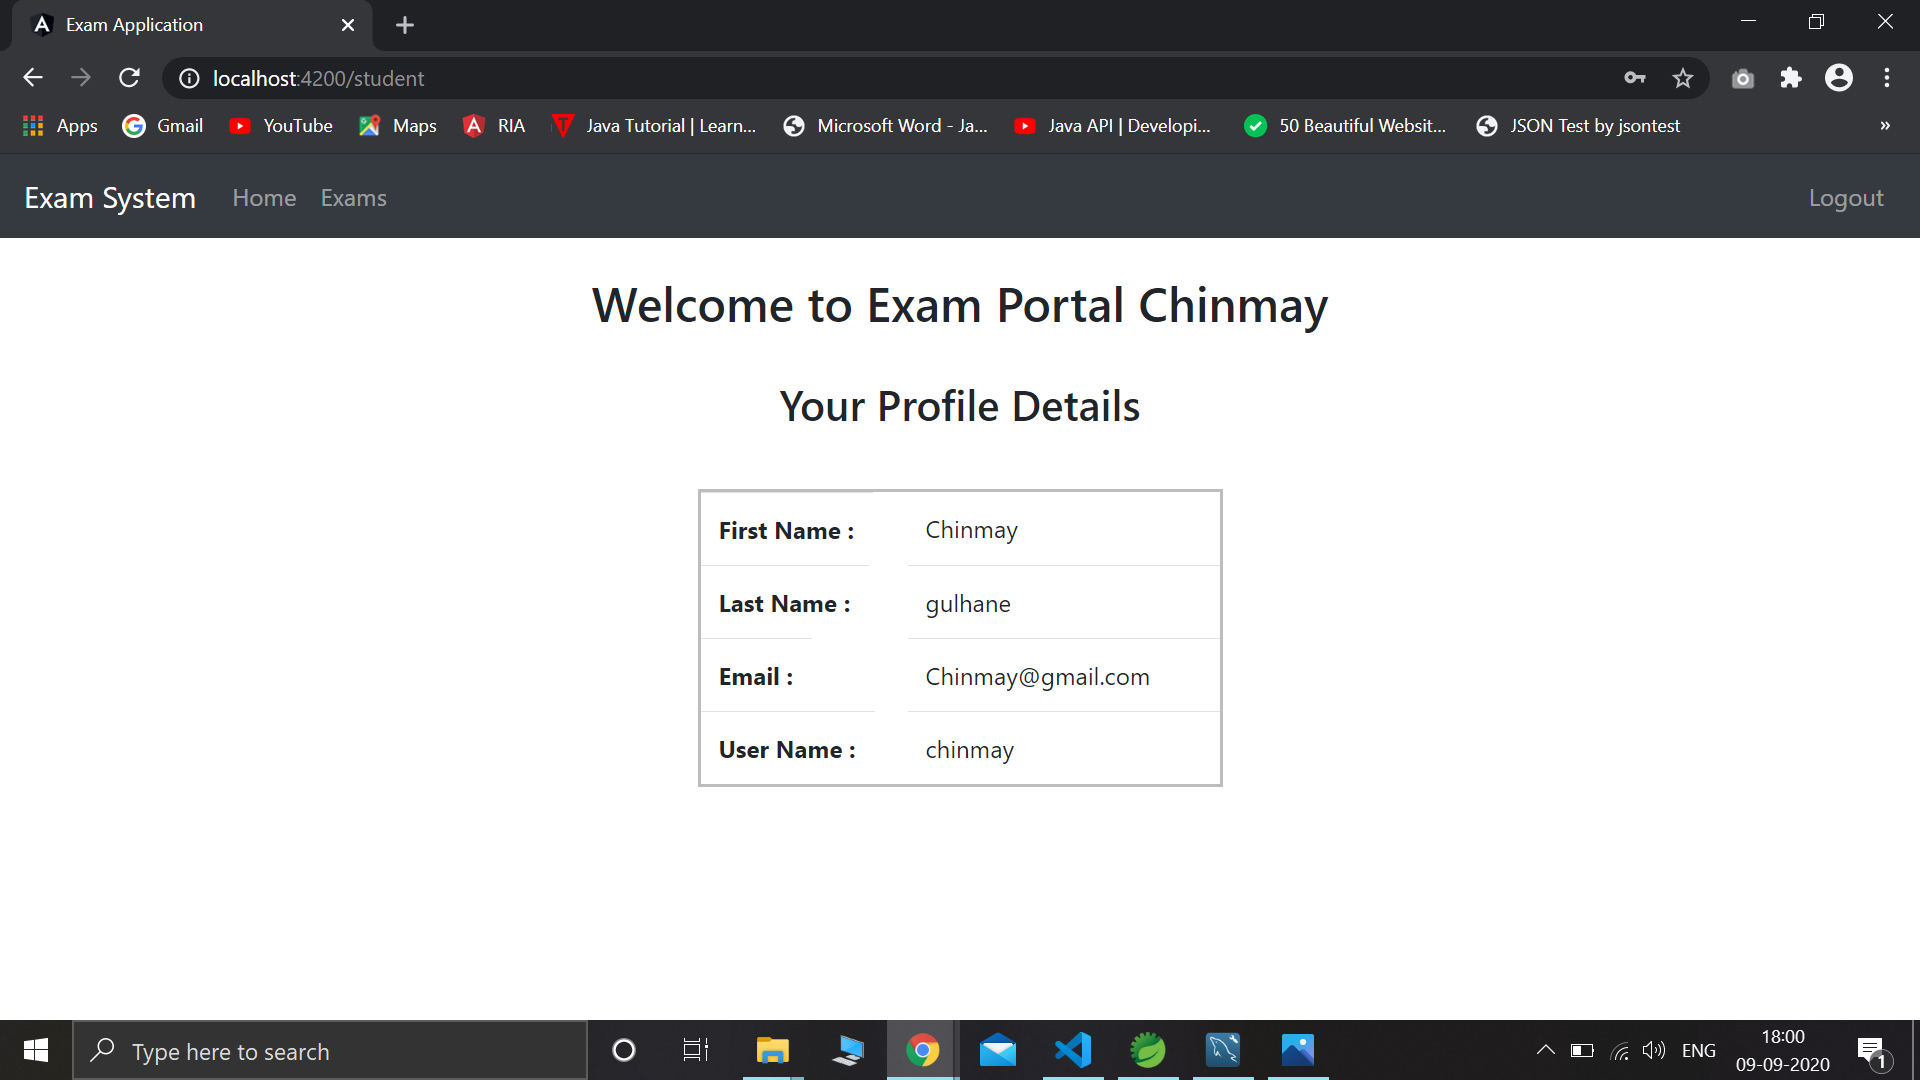 Exam Application
localhost:4200/student
Apps Gmail YouTube Maps RIA Java Tutorial | Learn... Microsoft Word - Ja... Java API | Developi... 50 Beautiful Websit... JSON Test by jsontest »
Exam System Home Exams Logout
Welcome to Exam Portal Chinmay
Your Profile Details
First Name : Chinmay
Last Name : gulhane
Email : Chinmay@gmail.com
User Name : chinmay
Type here to search
ENG
18:00
09-09-2020
1